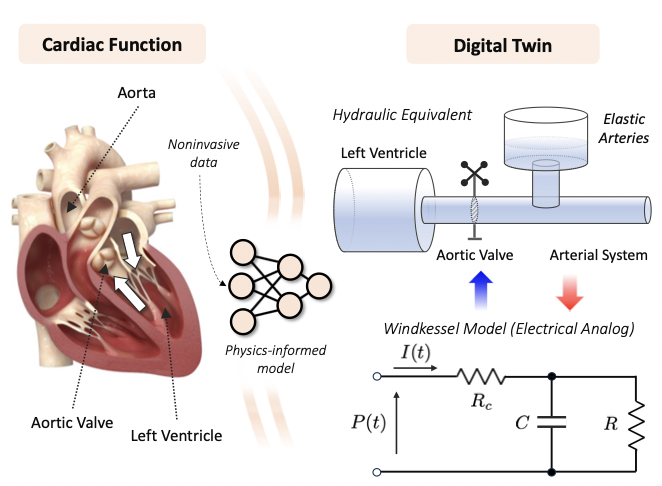 Cardiac Function
Digital Twin
Aorta
Noninvasive
data
Physics-informed
model
Aortic Valve
Left Ventricle
Hydraulic Equivalent
Elastic
Arteries
Left Ventricle
Aortic Valve
Arterial System
Windkessel Model (Electrical Analog)
I(t)
R_c
P(t)
C
R